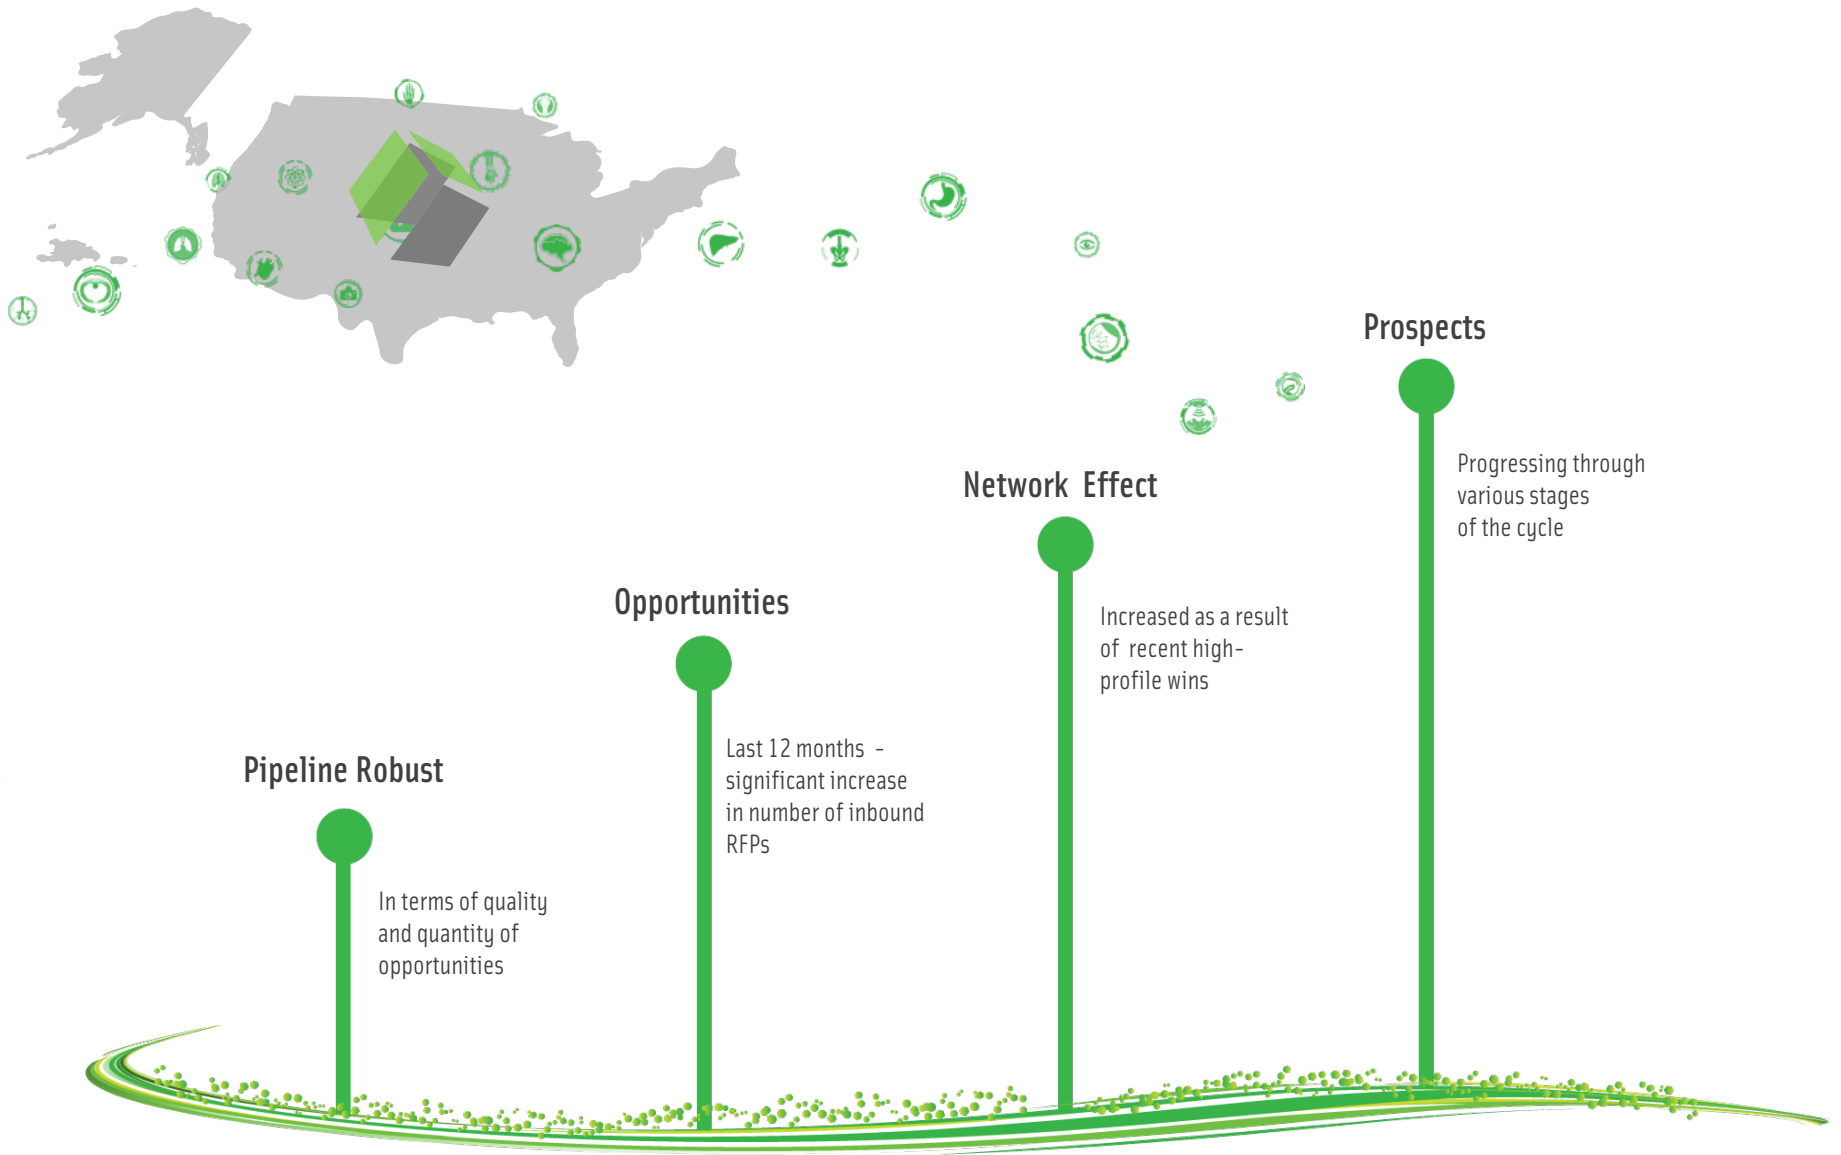 Prospects
Progressing through
various stages
of the cycle
Network Effect
Increased as a result
of recent high-
profile wins
Opportunities
Last 12 months -
significant increase
in number of inbound
RFPs
Pipeline Robust
In terms of quality
and quantity of
opportunities